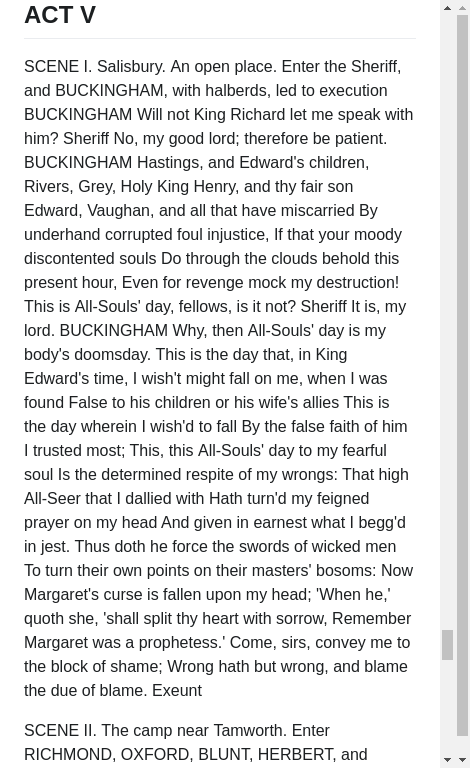 ACT V
SCENE I. Salisbury. An open place. Enter the Sheriff,
and BUCKINGHAM, with halberds, led to execution
BUCKINGHAM Will not King Richard let me speak with
him? Sheriff No, my good lord; therefore be patient.
BUCKINGHAM Hastings, and Edward's children,
Rivers, Grey, Holy King Henry, and thy fair son
Edward, Vaughan, and all that have miscarried By
underhand corrupted foul injustice, If that your moody
discontented souls Do through the clouds behold this
present hour, Even for revenge mock my destruction!
This is All-Souls' day, fellows, is it not? Sheriff It is, my
lord. BUCKINGHAM Why, then All-Souls' day is my
body's doomsday. This is the day that, in King
Edward's time, I wish't might fall on me, when I was
found False to his children or his wife's allies This is
the day wherein I wish'd to fall By the false faith of him
I trusted most; This, this All-Souls' day to my fearful
soul Is the determined respite of my wrongs: That high
All-Seer that I dallied with Hath turn'd my feigned
prayer on my head And given in earnest what I begg'd
in jest. Thus doth he force the swords of wicked men
To turn their own points on their masters' bosoms: Now
Margaret's curse is fallen upon my head; 'When he,'
quoth she, 'shall split thy heart with sorrow, Remember
Margaret was a prophetess.' Come, sirs, convey me to
the block of shame; Wrong hath but wrong, and blame
the due of blame. Exeunt
SCENE II. The camp near Tamworth. Enter
RICHMOND, OXFORD, BLUNT, HERBERT, and